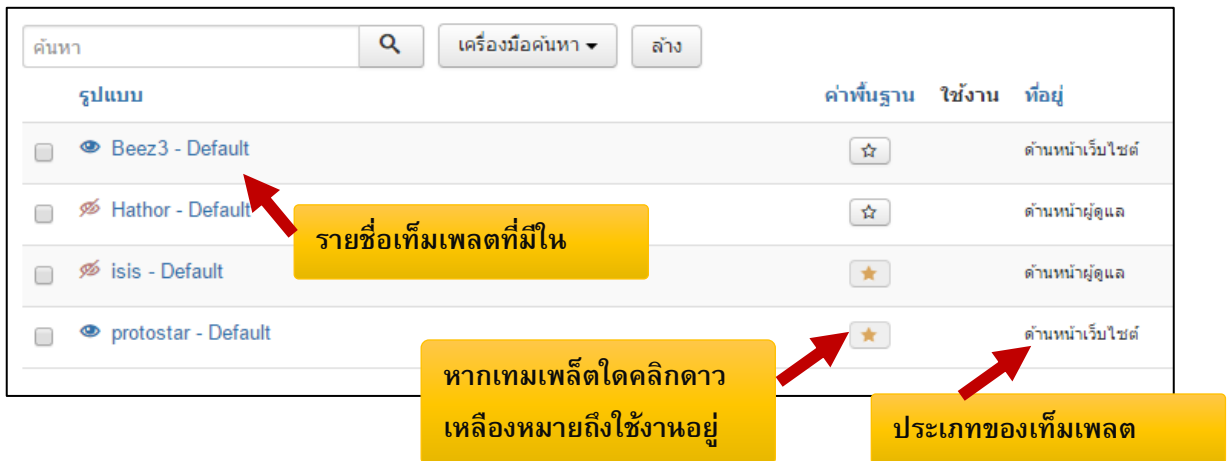 ค้นหา เครื่องมือค้นหา ล้าง
รูปแบบ ค่าพื้นฐาน ใช้งาน ที่อยู่
Beez3 - Default ด้านหน้าเว็บไซต์
Hathor - Default ด้านหน้าผู้ดูแล
รายชื่อเท็มเพลตที่มีใน
isis - Default ด้านหน้าผู้ดูแล
protostar - Default ด้านหน้าเว็บไซต์
หากเทมเพล็ตใดคลิกดาว
เหลืองหมายถึงใช้งานอยู่
ประเภทของเท็มเพลต